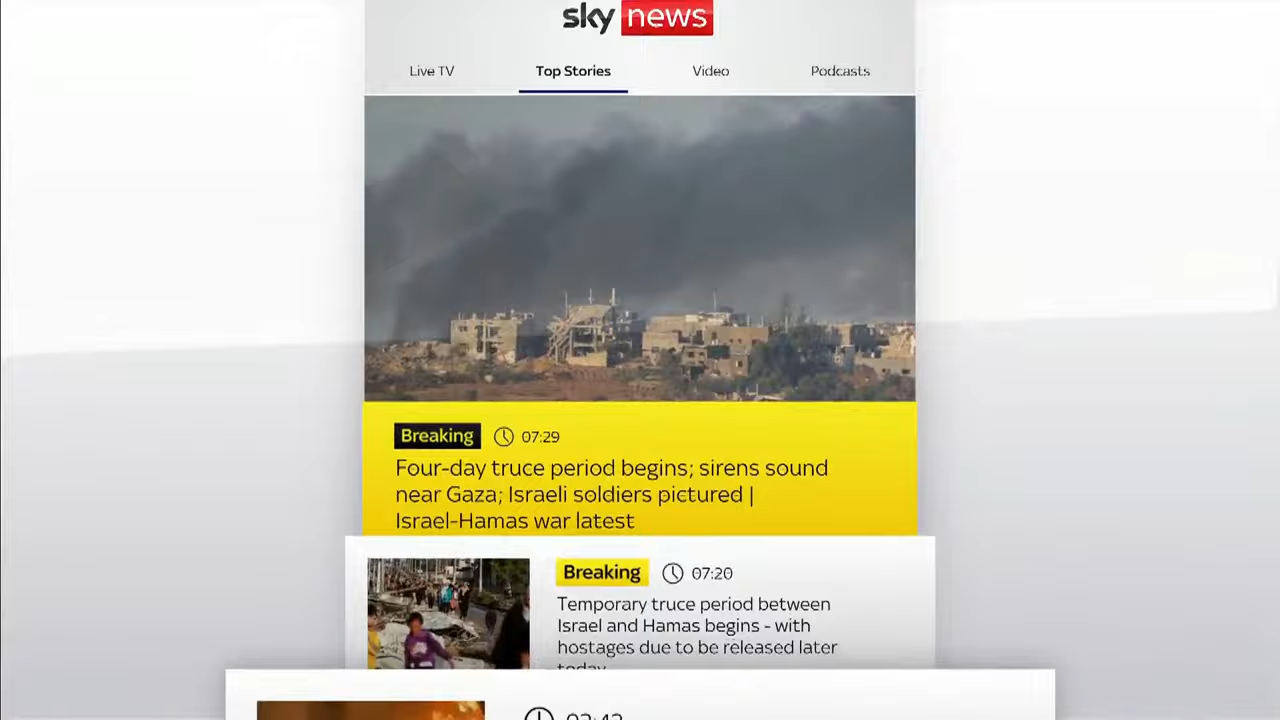 sky news
Live TV Top Stories Video Podcasts
Breaking 07:29
Four-day truce period begins; sirens sound
near Gaza; Israeli soldiers pictured |
Israel-Hamas war latest
Breaking 07:20
Temporary truce period between
Israel and Hamas begins - with
hostages due to be released later
today